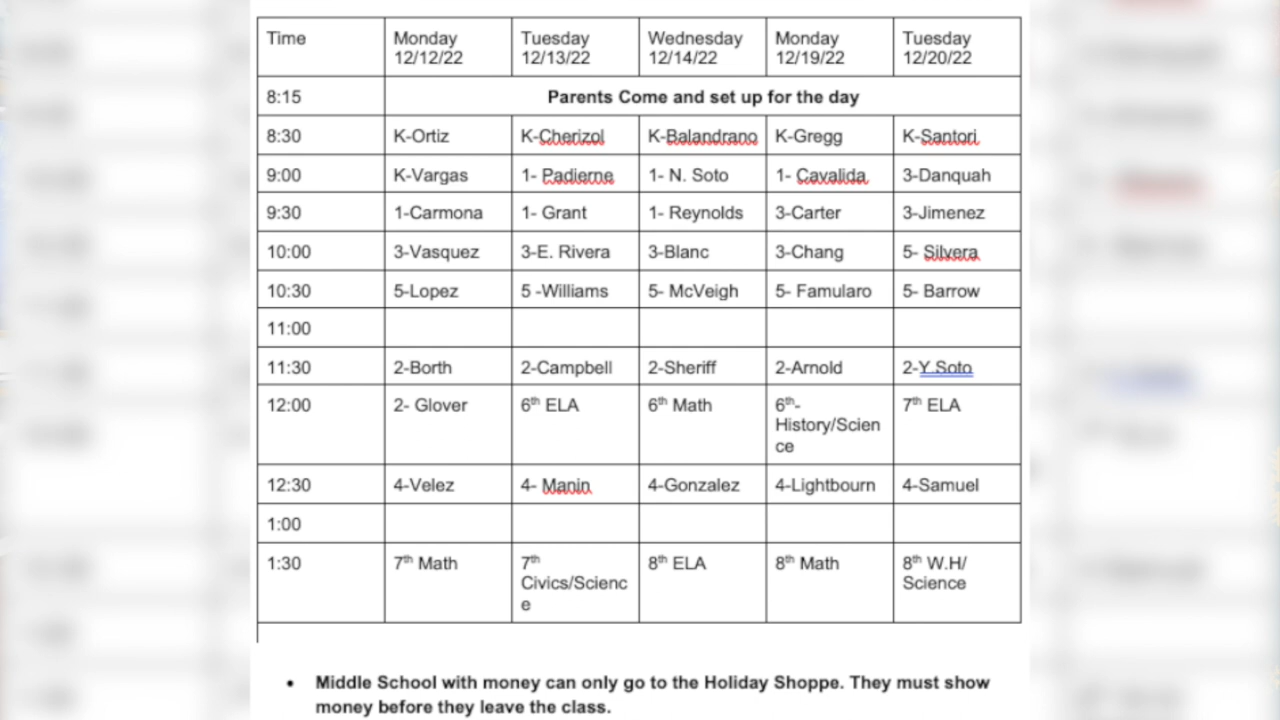 Time Monday 12/12/22 Tuesday 12/13/22 Wednesday 12/14/22 Monday 12/19/22 Tuesday 12/20/22
8:15 Parents Come and set up for the day
8:30 K-Ortiz K-Cherizol K-Balandrano K-Gregg K-Santori
9:00 K-Vargas 1- Padierne 1- N. Soto 1- Cavalida 3-Danquah
9:30 1-Carmona 1- Grant 1- Reynolds 3-Carter 3-Jimenez
10:00 3-Vasquez 3-E. Rivera 3-Blanc 3-Chang 5- Silvera
10:30 5-Lopez 5 -Williams 5- McVeigh 5- Famularo 5- Barrow
11:00
11:30 2-Borth 2-Campbell 2-Sheriff 2-Arnold 2-Y.Soto
12:00 2- Glover 6th ELA 6th Math 6th- History/Science 7th ELA
12:30 4-Velez 4- Manin 4-Gonzalez 4-Lightbourn 4-Samuel
1:00
1:30 7th Math 7th Civics/Science 8th ELA 8th Math 8th W.H/ Science
• Middle School with money can only go to the Holiday Shoppe. They must show
money before they leave the class.